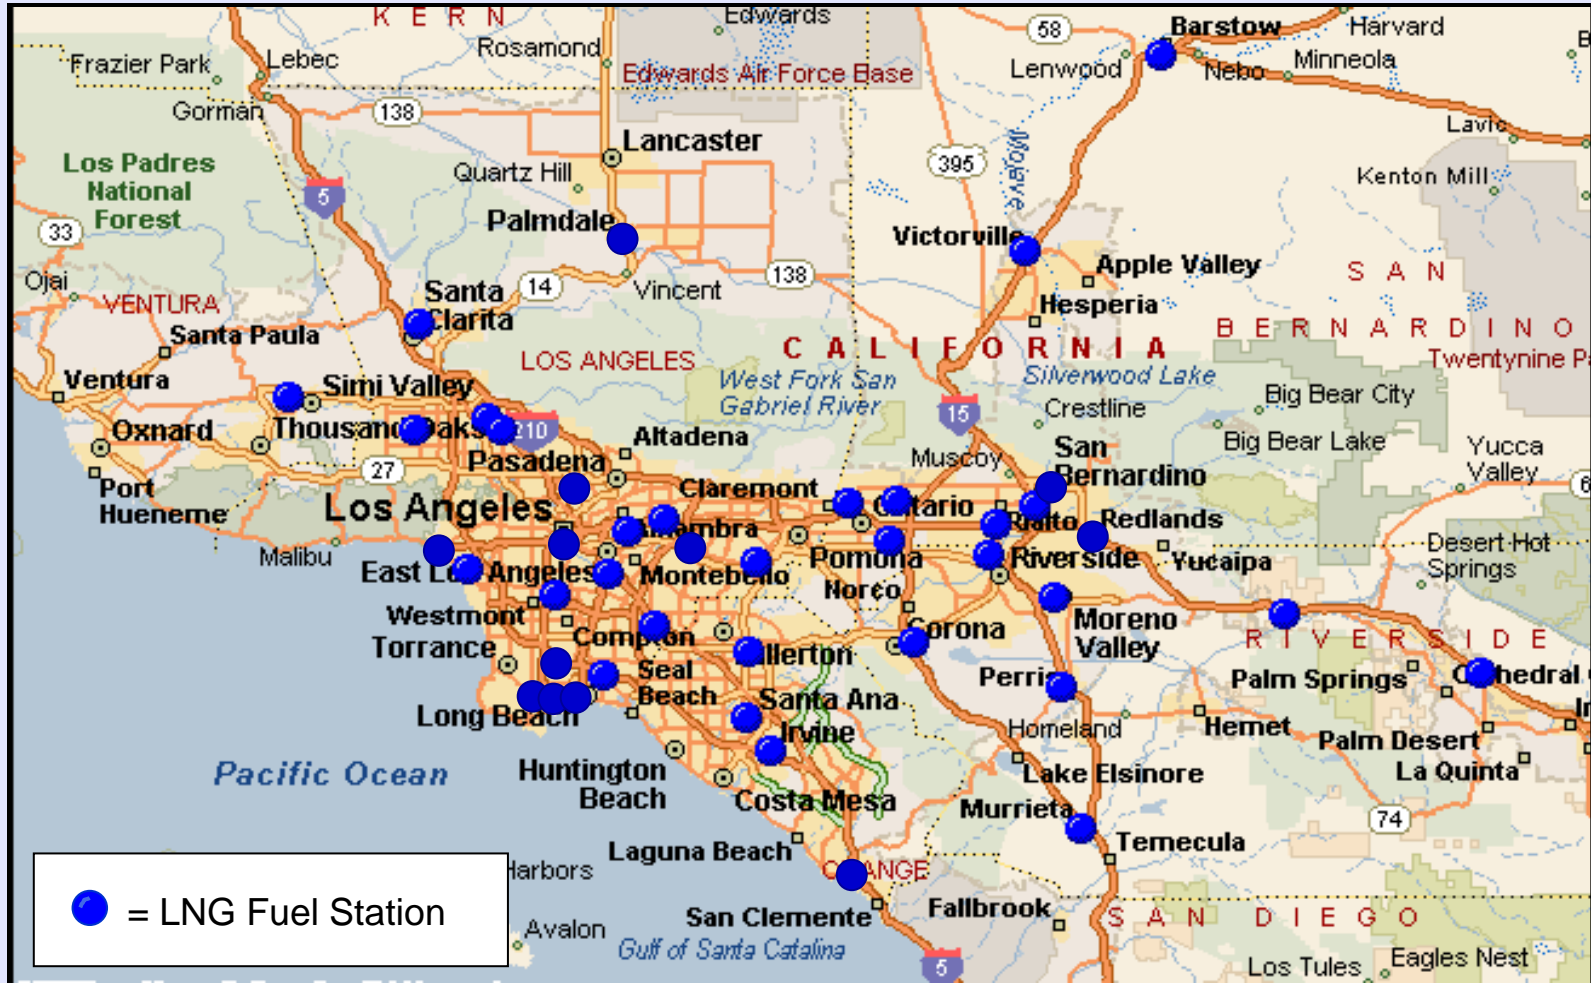 K E R N
Edwards
Barstow
Harvard
58
Frazier Park
Lebec
Rosamond
Edwards Air Force Base
Lenwood
Nebo
Minneola
Gorman
138
Lancaster
Lavic
Los Padres
National
Forest
Quartz Hill
395
Mojave
Kenton Mill
5
33
Palmdale
Victorville
Ojai
VENTURA
Santa
Clarita
14
Vincent
138
Apple Valley
S A N
Hesperia
Santa Paula
LOS ANGELES
C A L I F O R N I A
B E R N A R D I N O
Twentynine
Ventura
Simi Valley
West Fork San
Gabriel River
Silverwood Lake
Big Bear City
15
Crestline
Oxnard
Thousand Oaks
210
Altadena
Big Bear Lake
Yucca
Valley
27
Pasadena
Muscoy
San
Bernardino
Port
Hueneme
Los Angeles
Claremont
Ontario
Rialto
Redlands
Malibu
Alhambra
East Los Angeles
Montebello
Pomona
Riverside
Yucaipa
Desert Hot
Springs
Norco
Westmont
Torrance
Compton
Corona
Moreno
Valley
R I V E R S I D E
Seal
Beach
Fullerton
Perris
Palm Springs
Cathedral
Long Beach
Santa Ana
Irvine
Homeland
Hemet
Palm Desert
La Quinta
Pacific Ocean
Huntington
Beach
Costa Mesa
Lake Elsinore
Murrieta
74
Temecula
Laguna Beach
ORANGE
Harbors
= LNG Fuel Station
San Clemente
Fallbrook
S A N D I E G O
Avalon
Gulf of Santa Catalina
5
Los Tules
Eagles Nest